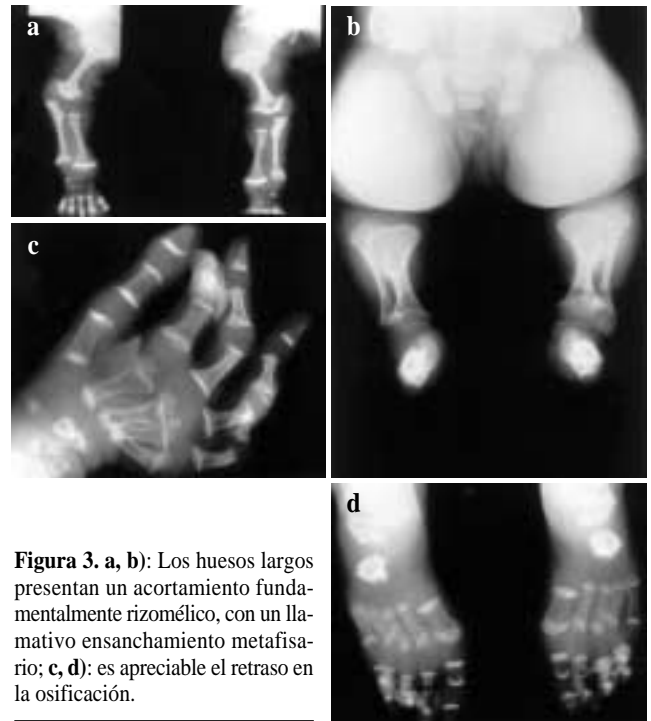 a
b
c
d
Figura 3. a, b): Los huesos largos
presentan un acortamiento funda-
mentalmente rizomélico, con un lla-
mativo ensanchamiento metafisa-
rio; c, d): es apreciable el retraso en
la osificación.